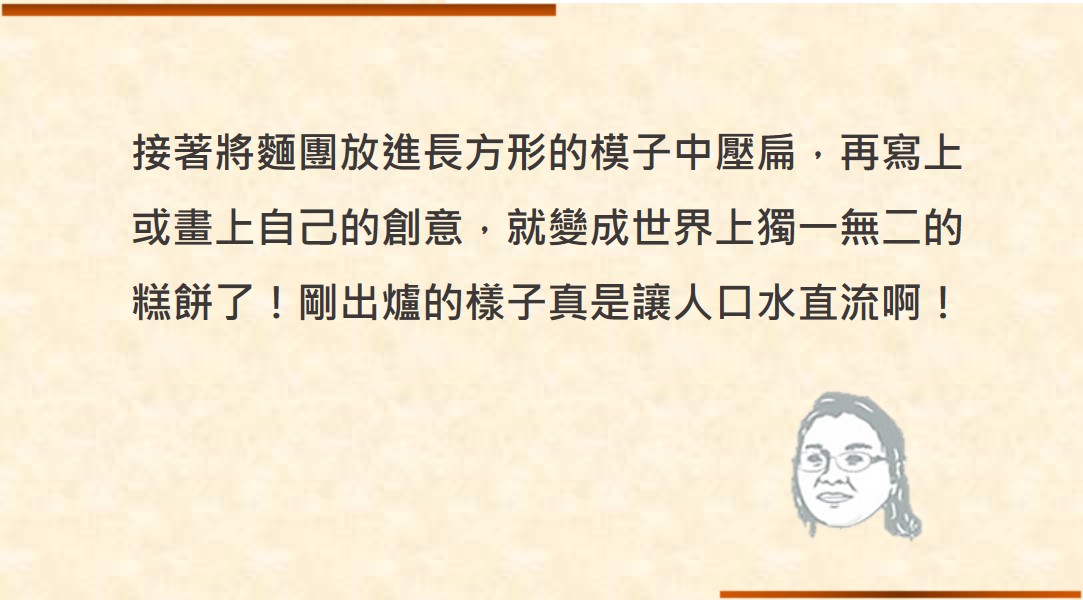 接著將麵團放進長方形的模子中壓扁，再寫上
或畫上自己的創意，就變成世界上獨一無二的
糕餅了！剛出爐的樣子真是讓人口水直流啊！